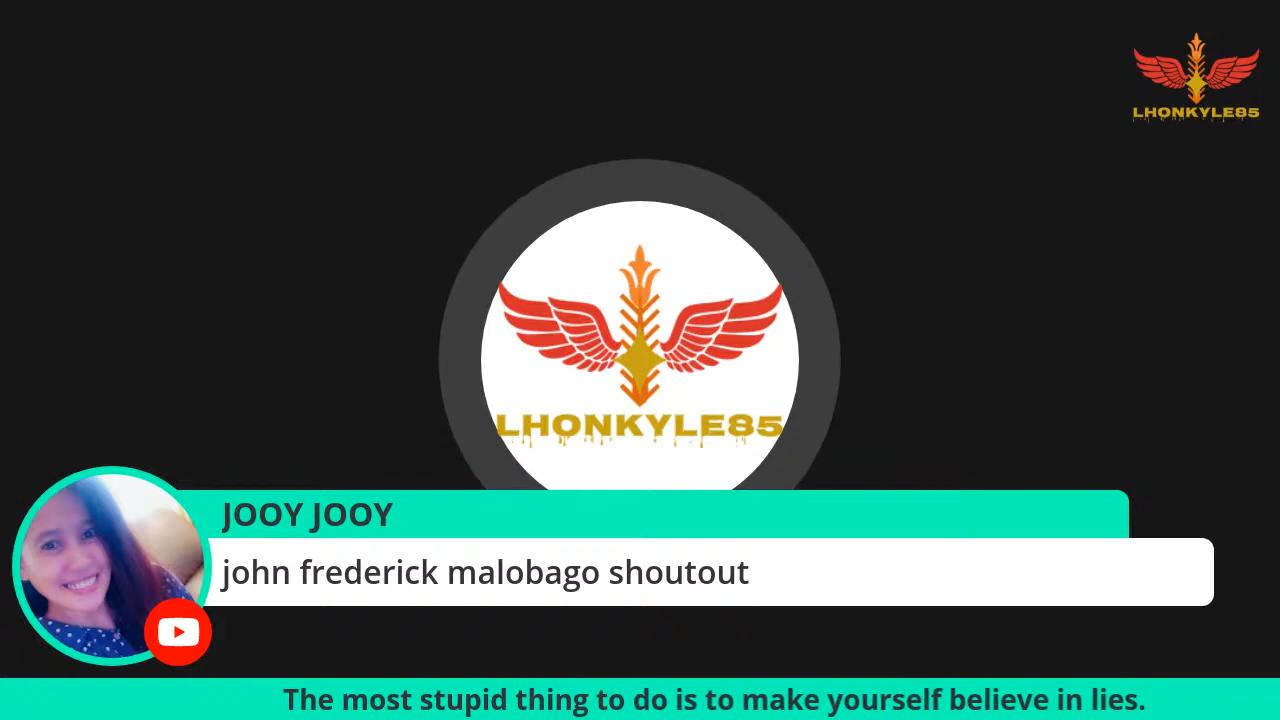 LHONKYLE85
LHONKYLE85
JOOY JOOY
john frederick malobago shoutout
The most stupid thing to do is to make yourself believe in lies.